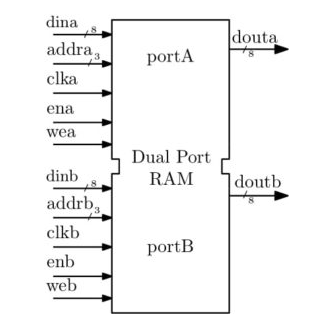 dina
8
addra
3
clka
ena
wea
portA
douta
8
Dual Port
RAM
dinb
8
addrb
3
clkb
enb
web
portB
doutb
8